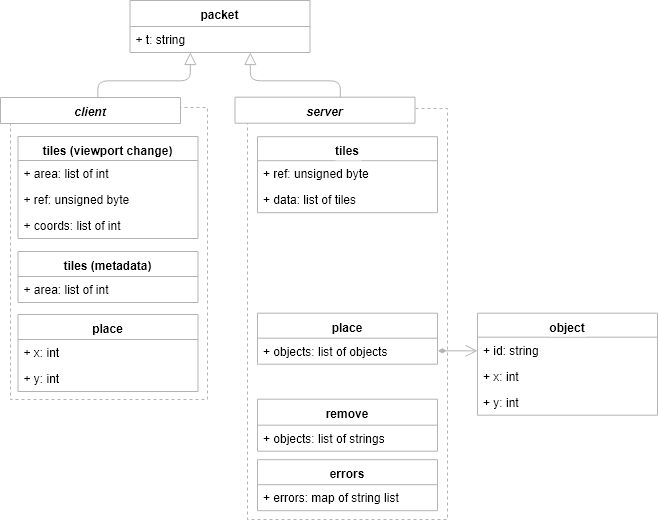 packet
+ t: string
client
tiles (viewport change)
+ area: list of int
+ ref: unsigned byte
+ coords: list of int
tiles (metadata)
+ area: list of int
place
+ x: int
+ y: int
server
tiles
+ ref: unsigned byte
+ data: list of tiles
place
+ objects: list of objects
remove
+ objects: list of strings
errors
+ errors: map of string list
object
+ id: string
+ x: int
+ y: int